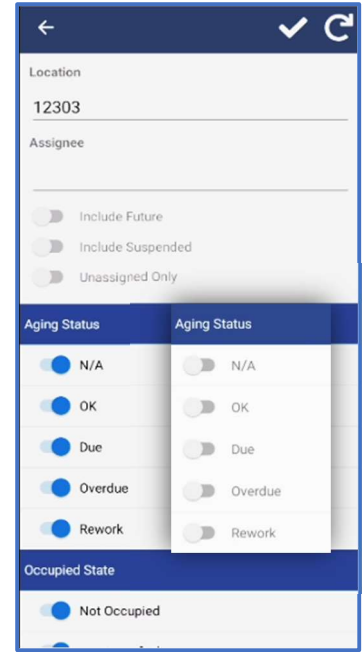 Location
12303
Assignee
Include Future
Include Suspended
Unassigned Only
Aging Status
N/A
OK
Due
Overdue
Rework
Aging Status
N/A
OK
Due
Overdue
Rework
Occupied State
Not Occupied